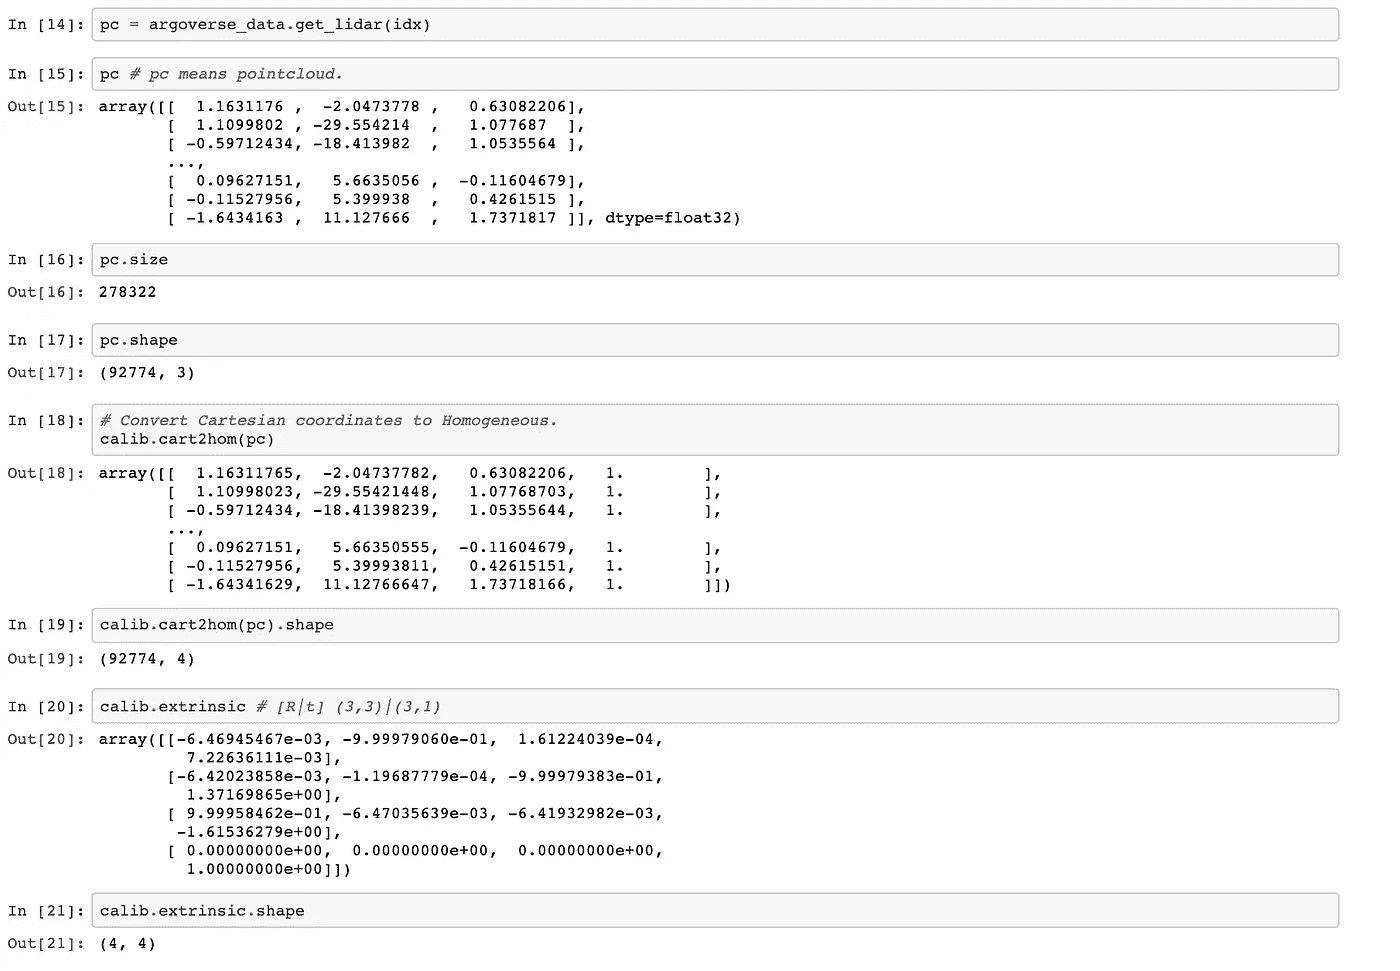 In [14]: pc = argoverse_data.get_lidar(idx)
In [15]: pc # pc means pointcloud.
Out[15]: array([[  1.1631176 ,  -2.0473778 ,   0.63082206],
       [  1.1099802 , -29.554214  ,   1.077687  ],
       [ -0.59712434, -18.413982  ,   1.0535564 ],
       ...,
       [  0.09627151,   5.6635056 ,  -0.11604679],
       [ -0.11527956,   5.399938  ,   0.4261515 ],
       [ -1.6434163 ,  11.127666  ,   1.7371817 ]], dtype=float32)
In [16]: pc.size
Out[16]: 278322
In [17]: pc.shape
Out[17]: (92774, 3)
In [18]: # Convert Cartesian coordinates to Homogeneous.
calib.cart2hom(pc)
Out[18]: array([[  1.16311765,  -2.04737782,   0.63082206,   1.        ],
       [  1.10998023, -29.55421448,   1.07768703,   1.        ],
       [ -0.59712434, -18.41398239,   1.05355644,   1.        ],
       ...,
       [  0.09627151,   5.66350555,  -0.11604679,   1.        ],
       [ -0.11527956,   5.39993811,   0.42615151,   1.        ],
       [ -1.64341629,  11.12766647,   1.73718166,   1.        ]])
In [19]: calib.cart2hom(pc).shape
Out[19]: (92774, 4)
In [20]: calib.extrinsic # [R|t] (3,3)|(3,1)
Out[20]: array([[-6.46945467e-03, -9.99979060e-01,  1.61224039e-04,
         7.22636111e-03],
       [-6.42023858e-03, -1.19687779e-04, -9.99979383e-01,
         1.37169865e+00],
       [ 9.99958462e-01, -6.47035639e-03, -6.41932982e-03,
        -1.61536279e+00],
       [ 0.00000000e+00,  0.00000000e+00,  0.00000000e+00,
         1.00000000e+00]])
In [21]: calib.extrinsic.shape
Out[21]: (4, 4)